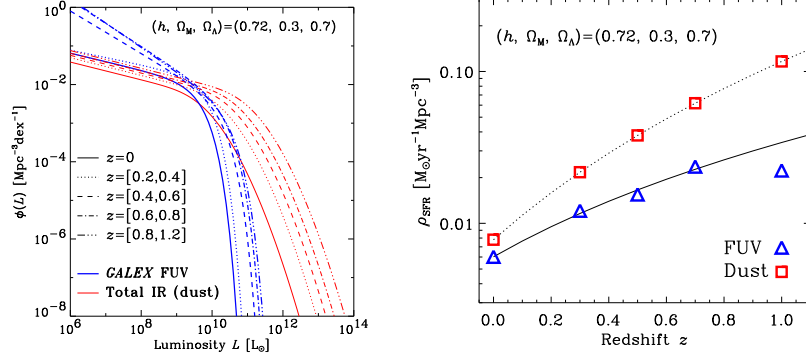 (h, Ω_M, Ω_Λ)=(0.72, 0.3, 0.7)
10^0
10^-2
10^-4
10^-6
10^-8
ϕ(L) [Mpc^-3dex^-1]
z=0
z=[0.2,0.4]
z=[0.4,0.6]
z=[0.6,0.8]
z=[0.8,1.2]
GALEX FUV
Total IR (dust)
10^6 10^8 10^10 10^12 10^14
Luminosity L [L_⊙]
(h, Ω_M, Ω_Λ)=(0.72, 0.3, 0.7)
0.10
0.01
ρ_SFR [M_⊙yr^-1Mpc^-3]
FUV
Dust
0.0 0.2 0.4 0.6 0.8 1.0
Redshift z